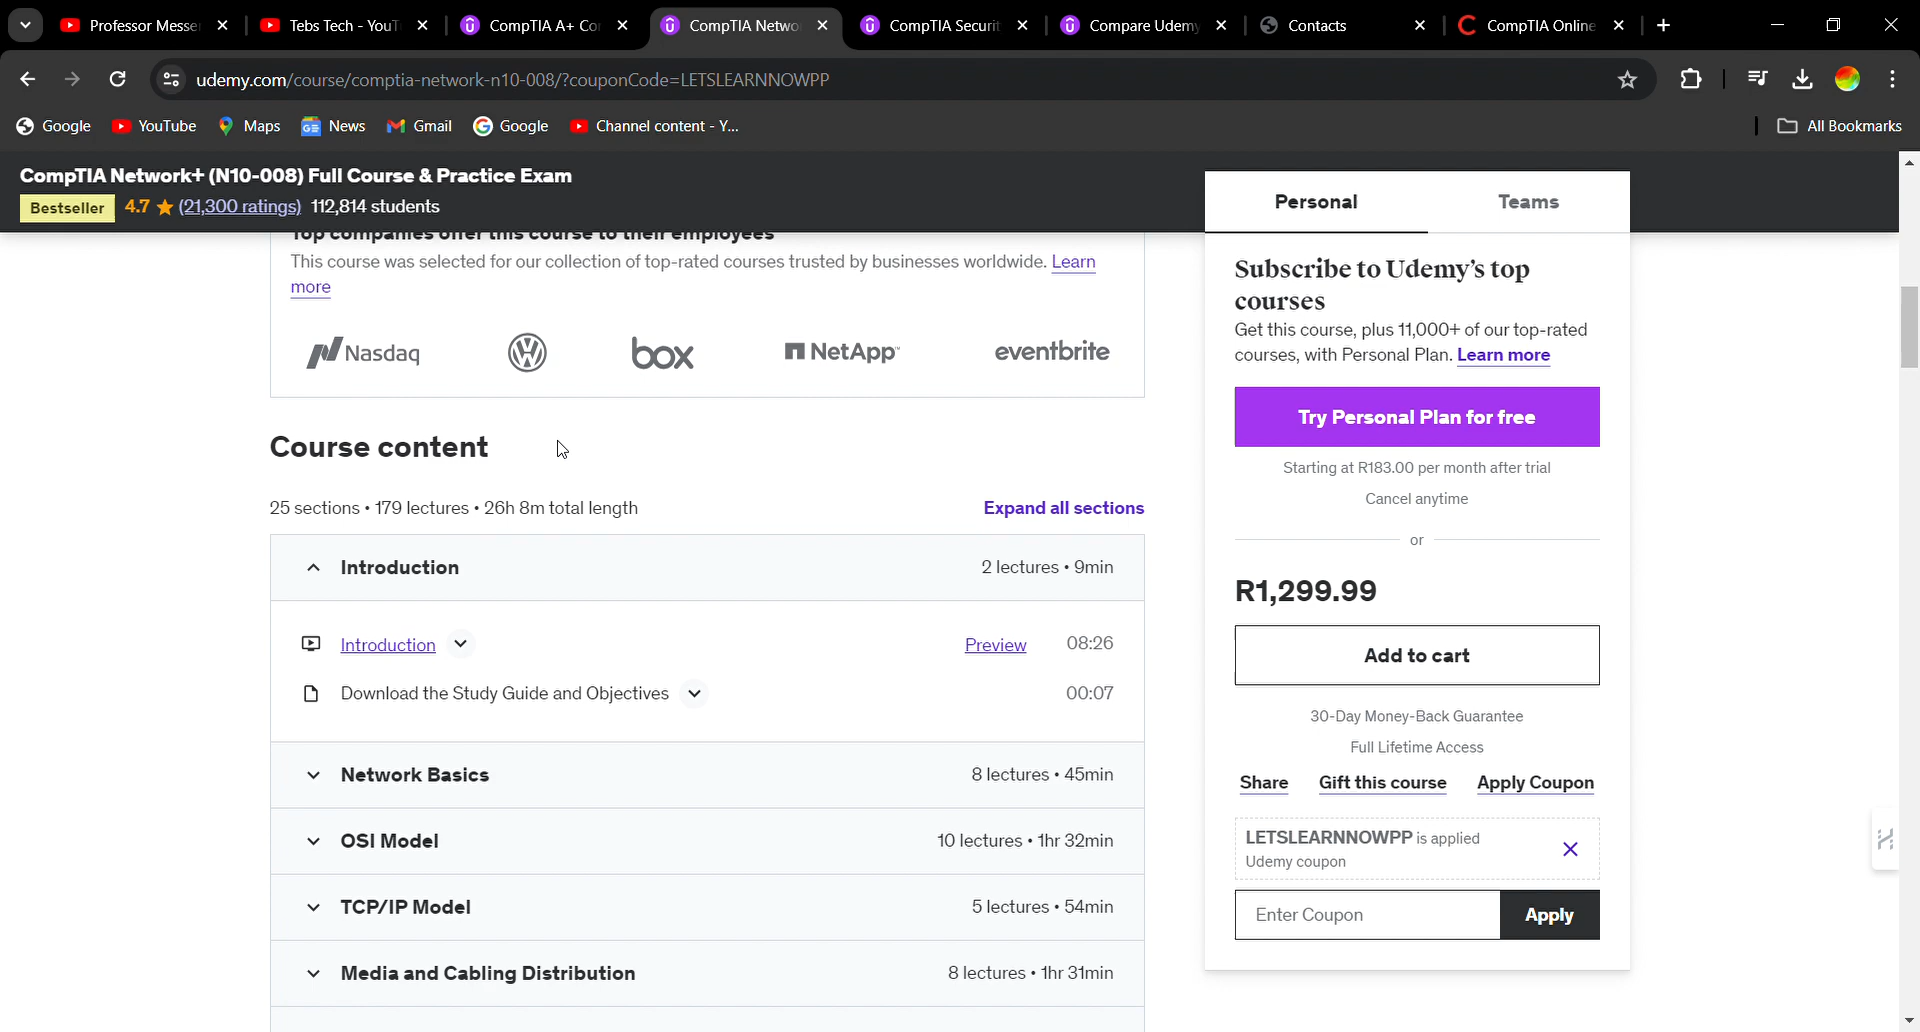 Professor Messe
Tebs Tech - YouT
CompTIA A+ Co
CompTIA Netwo
CompTIA Securit
Compare Udemy
Contacts
CompTIA Online
udemy.com/course/comptia-network-n10-008/?couponCode=LETSLEARNNOWPP
Google
YouTube
Maps
News
Gmail
Google
Channel content - Y...
All Bookmarks
CompTIA Network+ (N10-008) Full Course & Practice Exam
Bestseller 4.7 (21,300 ratings) 112,814 students
Top companies offer this course to their employees
This course was selected for our collection of top-rated courses trusted by businesses worldwide. Learn
more
Nasdaq
box
NetApp
eventbrite
Course content
25 sections • 179 lectures • 26h 8m total length
Expand all sections
Introduction
2 lectures • 9min
Introduction
Preview
08:26
Download the Study Guide and Objectives
00:07
Network Basics
8 lectures • 45min
OSI Model
10 lectures • 1hr 32min
TCP/IP Model
5 lectures • 54min
Media and Cabling Distribution
8 lectures • 1hr 31min
Personal
Teams
Subscribe to Udemy's top
courses
Get this course, plus 11,000+ of our top-rated
courses, with Personal Plan. Learn more
Try Personal Plan for free
Starting at R183.00 per month after trial
Cancel anytime
or
R1,299.99
Add to cart
30-Day Money-Back Guarantee
Full Lifetime Access
Share
Gift this course
Apply Coupon
LETSLEARNNOWPP is applied
Udemy coupon
Enter Coupon
Apply